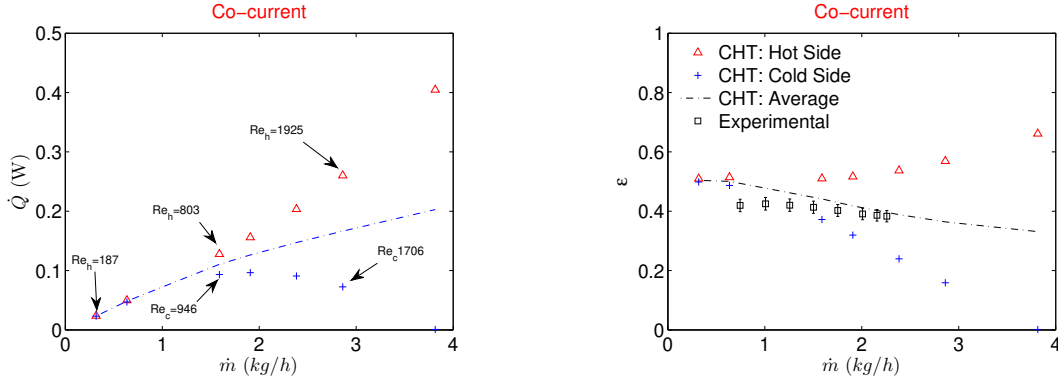 Co-current
0.5
0.4
0.3
0.2
0.1
0
Q̇ (W)
Re_h=1925
Re_h=803
Re_h=187
Re_c=946
Re_c1706
0 1 2 3 4
ṁ (kg/h)
Co-current
1
0.8
0.6
0.4
0.2
0
ε
CHT: Hot Side
CHT: Cold Side
CHT: Average
Experimental
0 1 2 3 4
ṁ (kg/h)